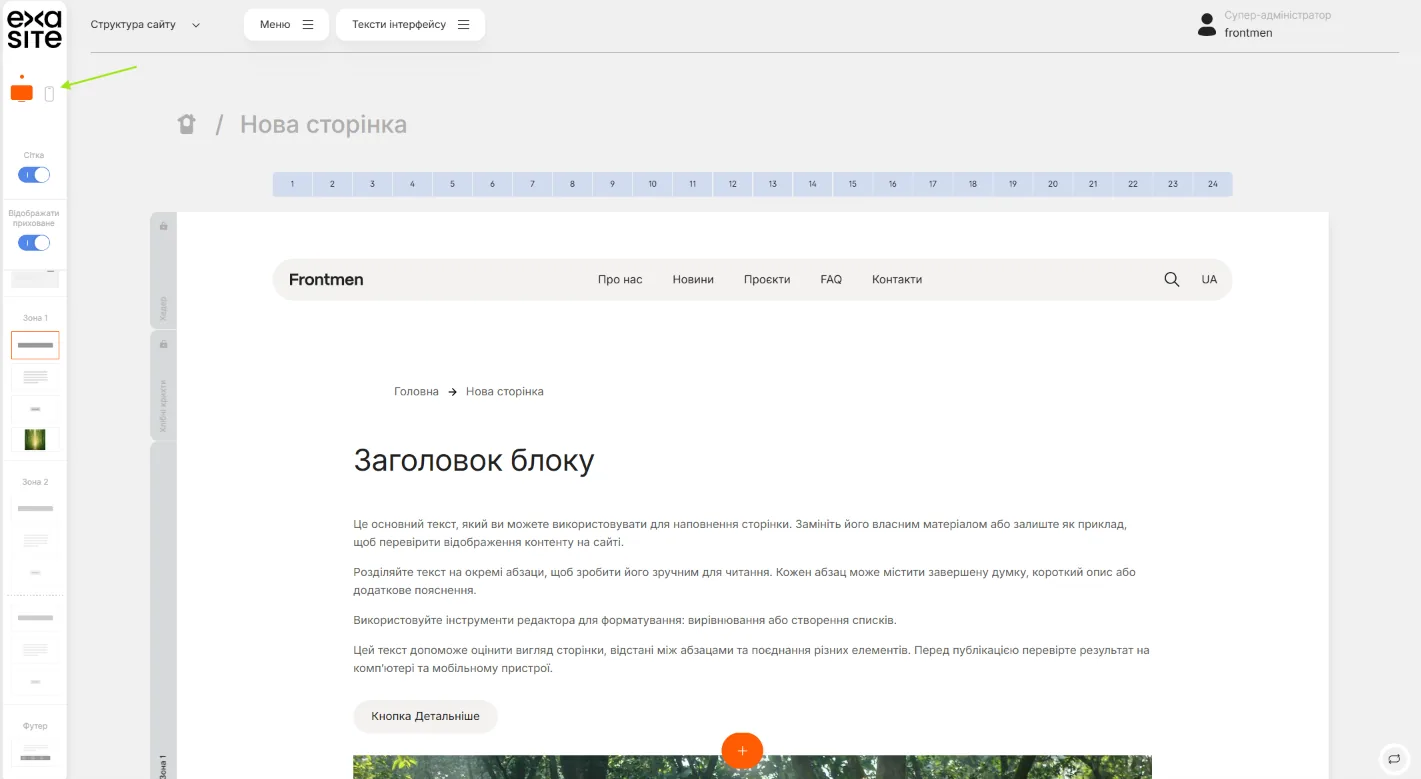 exa
SITE
Структура сайту
Меню
Тексти інтерфейсу
Супер-адміністратор
frontmen
Сітка
Відображати
приховане
Зона 1
Зона 2
Футер
/ Нова сторінка
1 2 3 4 5 6 7 8 9 10 11 12 13 14 15 16 17 18 19 20 21 22 23 24
Хедер
Хлібні крихти
Зона 1
Frontmen
Про нас Новини Проєкти FAQ Контакти
UA
Головна → Нова сторінка
Заголовок блоку
Це основний текст, який ви можете використовувати для наповнення сторінки. Замініть його власним матеріалом або залиште як приклад,
щоб перевірити відображення контенту на сайті.
Розділяйте текст на окремі абзаци, щоб зробити його зручним для читання. Кожен абзац може містити завершену думку, короткий опис або
додаткове пояснення.
Використовуйте інструменти редактора для форматування: вирівнювання або створення списків.
Цей текст допоможе оцінити вигляд сторінки, відстані між абзацами та поєднання різних елементів. Перед публікацією перевірте результат на
комп'ютері та мобільному пристрої.
Кнопка Детальніше